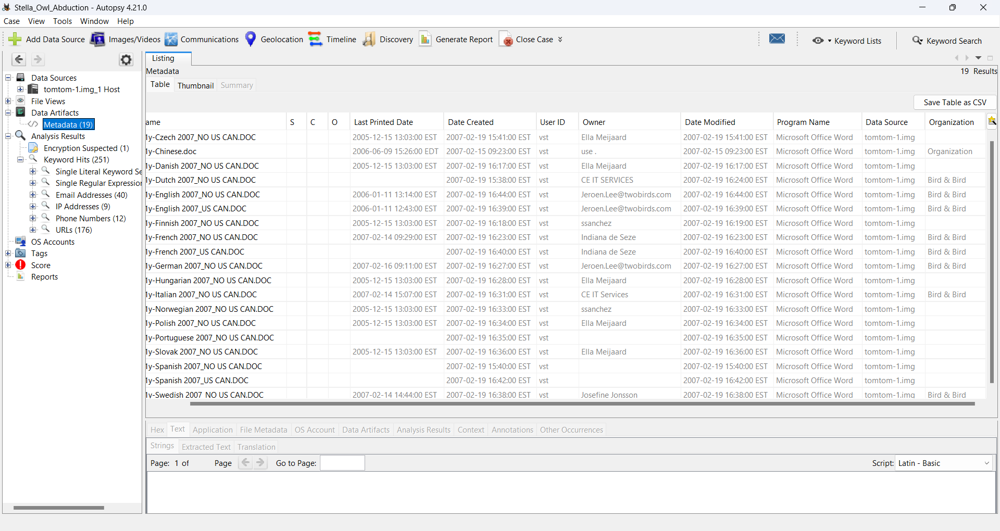 Stella_Owl_Abduction - Autopsy 4.21.0
Case View Tools Window Help
Add Data Source Images/Videos Communications Geolocation Timeline Discovery Generate Report Close Case Keyword Lists Keyword Search
Data Sources
tomtom-1.img_1 Host
File Views
Data Artifacts
Metadata (19)
Analysis Results
Encryption Suspected (1)
Keyword Hits (251)
Single Literal Keyword Se
Single Regular Expression
Email Addresses (40)
IP Addresses (9)
Phone Numbers (12)
URLs (176)
OS Accounts
Tags
Score
Reports
Listing
Metadata 19 Results
Table Thumbnail Summary
Save Table as CSV
ame S C O Last Printed Date Date Created User ID Owner Date Modified Program Name Data Source Organization
ly-Czech 2007_NO US CAN.DOC 2005-12-15 13:03:00 EST 2007-02-19 15:41:00 EST vst Ella Meijaard 2007-02-19 15:41:00 EST Microsoft Office Word tomtom-1.img
ly-Chinese.doc 2006-06-09 15:26:00 EDT 2007-02-15 09:23:00 EST vst use . 2007-02-15 09:23:00 EST Microsoft Office Word tomtom-1.img Organization
ly-Danish 2007_NO US CAN.DOC 2005-12-15 13:03:00 EST 2007-02-19 16:17:00 EST vst Ella Meijaard 2007-02-19 16:17:00 EST Microsoft Office Word tomtom-1.img
ly-Dutch 2007_NO US CAN.DOC 2007-02-19 15:38:00 EST vst CE IT SERVICES 2007-02-19 16:24:00 EST Microsoft Office Word tomtom-1.img Bird & Bird
ly-English 2007_NO US CAN.DOC 2006-01-11 13:14:00 EST 2007-02-19 16:44:00 EST vst Jeroen.Lee@twobirds.com 2007-02-19 16:44:00 EST Microsoft Office Word tomtom-1.img Bird & Bird
ly-English 2007_US CAN.DOC 2006-01-11 12:43:00 EST 2007-02-19 16:39:00 EST vst Jeroen.Lee@twobirds.com 2007-02-19 16:39:00 EST Microsoft Office Word tomtom-1.img Bird & Bird
ly-Finnish 2007_NO US CAN.DOC 2005-12-15 13:03:00 EST 2007-02-19 16:18:00 EST vst ssanchez 2007-02-19 16:19:00 EST Microsoft Office Word tomtom-1.img
ly-French 2007_NO US CAN.DOC 2007-02-14 09:29:00 EST 2007-02-19 16:23:00 EST vst Indiana de Seze 2007-02-19 16:23:00 EST Microsoft Office Word tomtom-1.img Bird & Bird
ly-French 2007_US CAN.DOC 2007-02-19 16:40:00 EST vst Indiana de Seze 2007-02-19 16:40:00 EST Microsoft Office Word tomtom-1.img Bird & Bird
ly-German 2007_NO US CAN.DOC 2007-02-16 09:11:00 EST 2007-02-19 16:27:00 EST vst Jeroen.Lee@twobirds.com 2007-02-19 16:27:00 EST Microsoft Office Word tomtom-1.img Bird & Bird
ly-Hungarian 2007_NO US CAN.DOC 2005-12-15 13:03:00 EST 2007-02-19 16:28:00 EST vst Ella Meijaard 2007-02-19 16:28:00 EST Microsoft Office Word tomtom-1.img
ly-Italian 2007_NO US CAN.DOC 2007-02-14 15:07:00 EST 2007-02-19 16:31:00 EST vst CE IT Services 2007-02-19 16:31:00 EST Microsoft Office Word tomtom-1.img Bird & Bird
ly-Norwegian 2007_NO US CAN.DOC 2005-12-15 13:03:00 EST 2007-02-19 16:33:00 EST vst ssanchez 2007-02-19 16:33:00 EST Microsoft Office Word tomtom-1.img
ly-Polish 2007_NO US CAN.DOC 2005-12-15 13:03:00 EST 2007-02-19 16:34:00 EST vst Ella Meijaard 2007-02-19 16:34:00 EST Microsoft Office Word tomtom-1.img
ly-Portuguese 2007_NO US CAN.DOC 2007-02-19 16:35:00 EST vst 2007-02-19 16:35:00 EST Microsoft Office Word tomtom-1.img
ly-Slovak 2007_NO US CAN.DOC 2005-12-15 13:03:00 EST 2007-02-19 16:36:00 EST vst Ella Meijaard 2007-02-19 16:36:00 EST Microsoft Office Word tomtom-1.img
ly-Spanish 2007_NO US CAN.DOC 2007-02-19 15:40:00 EST vst 2007-02-19 15:40:00 EST Microsoft Office Word tomtom-1.img
ly-Spanish 2007_US CAN.DOC 2007-02-19 16:42:00 EST vst 2007-02-19 16:42:00 EST Microsoft Office Word tomtom-1.img
ly-Swedish 2007_NO US CAN.DOC 2007-02-14 14:44:00 EST 2007-02-19 16:38:00 EST vst Josefine Jonsson 2007-02-19 16:38:00 EST Microsoft Office Word tomtom-1.img Bird & Bird
Hex Text Application File Metadata OS Account Data Artifacts Analysis Results Context Annotations Other Occurrences
Strings Extracted Text Translation
Page: 1 of Page Go to Page: Script: Latin - Basic